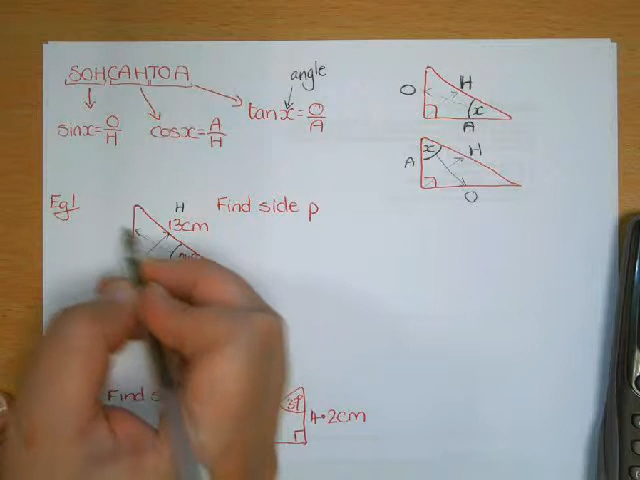 SOHCAHTOA
angle
sinx=O/H
cosx=A/H
tanx=O/A
O
H
x
A
A
x
H
O
Eg1
H
13cm
Find side p
Find
4.2cm